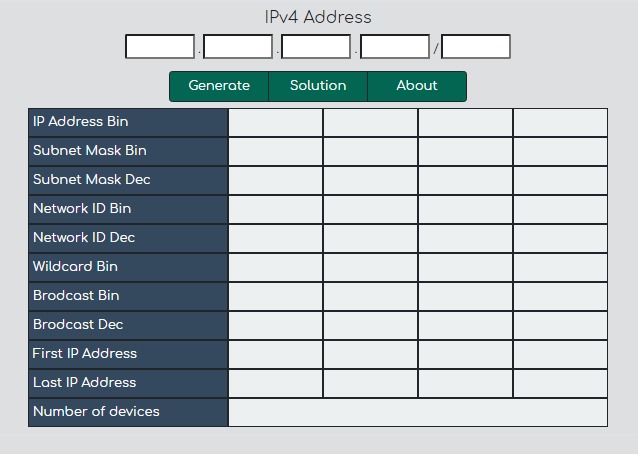 IPv4 Address
. . . /
Generate Solution About
IP Address Bin
Subnet Mask Bin
Subnet Mask Dec
Network ID Bin
Network ID Dec
Wildcard Bin
Brodcast Bin
Brodcast Dec
First IP Address
Last IP Address
Number of devices